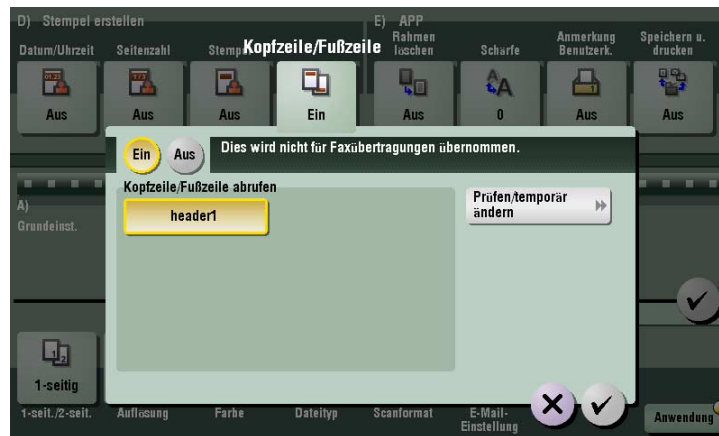 D) Stempel erstellen
E) APP
Datum/Uhrzeit
Seitenzahl
Stemp
Kopfzeile/Fußzeile
Rahmen
löschen
Schärfe
Anmerkung
Benutzerk.
Speichern u.
drucken
Aus
Aus
Aus
Ein
Aus
0
Aus
Aus
Ein
Aus
Dies wird nicht für Faxübertragungen übernommen.
Kopfzeile/Fußzeile abrufen
header1
Prüfen/temporär
ändern
A)
Grundeinst.
1-seitig
1-seit./2-seit.
Auflösung
Farbe
Dateityp
Scanformat
E-Mail-
Einstellung
Anwendung